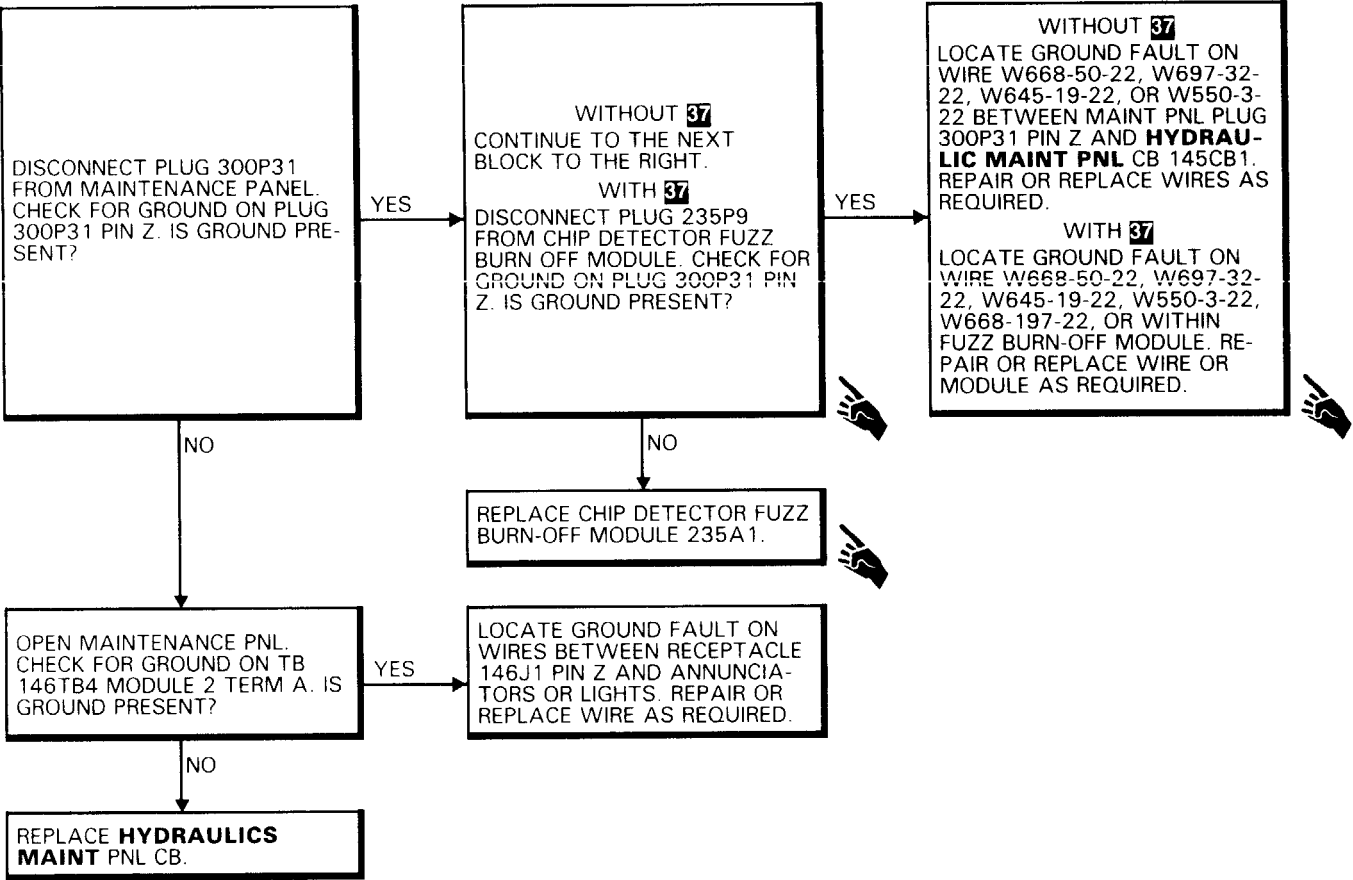 DISCONNECT PLUG 300P31
FROM MAINTENANCE PANEL.
CHECK FOR GROUND ON PLUG
300P31 PIN Z. IS GROUND PRE-
SENT?
YES
WITHOUT 37
CONTINUE TO THE NEXT
BLOCK TO THE RIGHT.
WITH 37
DISCONNECT PLUG 235P9
FROM CHIP DETECTOR FUZZ
BURN OFF MODULE. CHECK FOR
GROUND ON PLUG 300P31 PIN
Z. IS GROUND PRESENT?
YES
WITHOUT 37
LOCATE GROUND FAULT ON
WIRE W668-50-22, W697-32-
22, W645-19-22, OR W550-3-
22 BETWEEN MAINT PNL PLUG
300P31 PIN Z AND HYDRAU-
LIC MAINT PNL CB 145CB1.
REPAIR OR REPLACE WIRES AS
REQUIRED.
WITH 37
LOCATE GROUND FAULT ON
WIRE W668-50-22, W697-32-
22, W645-19-22, W550-3-22,
W668-197-22, OR WITHIN
FUZZ BURN-OFF MODULE. RE-
PAIR OR REPLACE WIRE OR
MODULE AS REQUIRED.
NO
NO
REPLACE CHIP DETECTOR FUZZ
BURN-OFF MODULE 235A1.
OPEN MAINTENANCE PNL.
CHECK FOR GROUND ON TB
146TB4 MODULE 2 TERM A. IS
GROUND PRESENT?
YES
LOCATE GROUND FAULT ON
WIRES BETWEEN RECEPTACLE
146J1 PIN Z AND ANNUNCIA-
TORS OR LIGHTS. REPAIR OR
REPLACE WIRE AS REQUIRED.
NO
REPLACE HYDRAULICS
MAINT PNL CB.